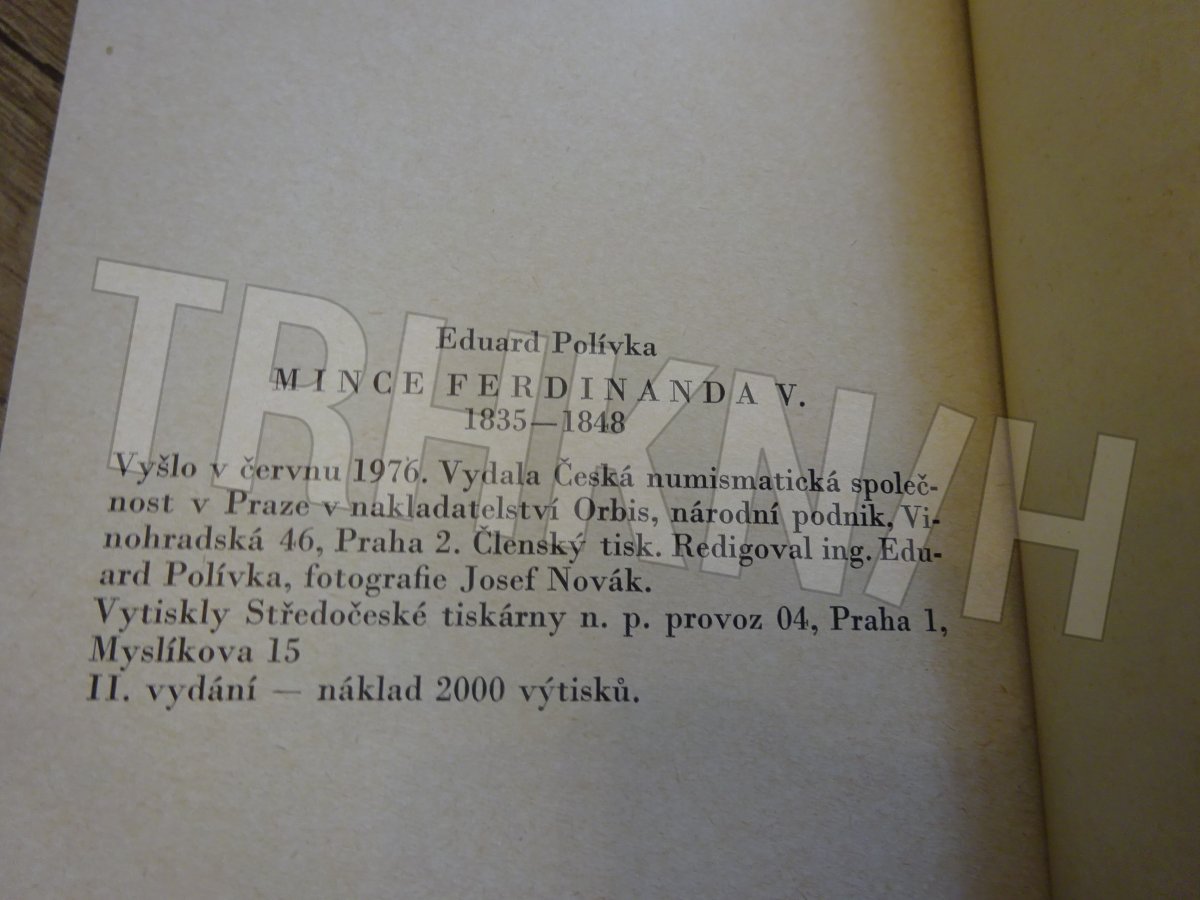 Eduard Polívka
MINCE FERDINANDA V.
1835—1848
Vyšlo v červnu 1976. Vydala Česká numismatická společ-
nost v Praze v nakladatelství Orbis, národní podnik, Vi-
nohradská 46, Praha 2. Členský tisk. Redigoval ing. Edu-
ard Polívka, fotografie Josef Novák.
Vytiskly Středočeské tiskárny n. p. provoz 04, Praha 1,
Myslíkova 15
II. vydání — náklad 2000 výtisků.
TRHKNIH